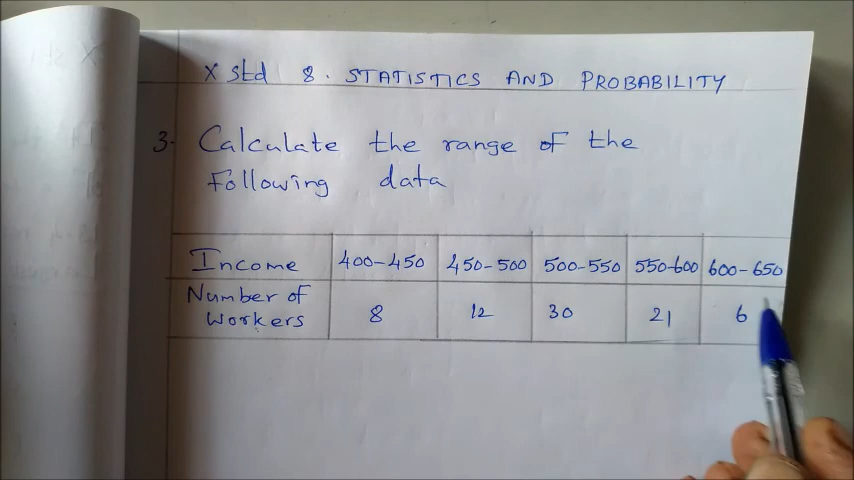 X Std 8. STATISTICS AND PROBABILITY
3. Calculate the range of the
following data
Income 400-450 450-500 500-550 550-600 600-650
Number of workers 8 12 30 21 6